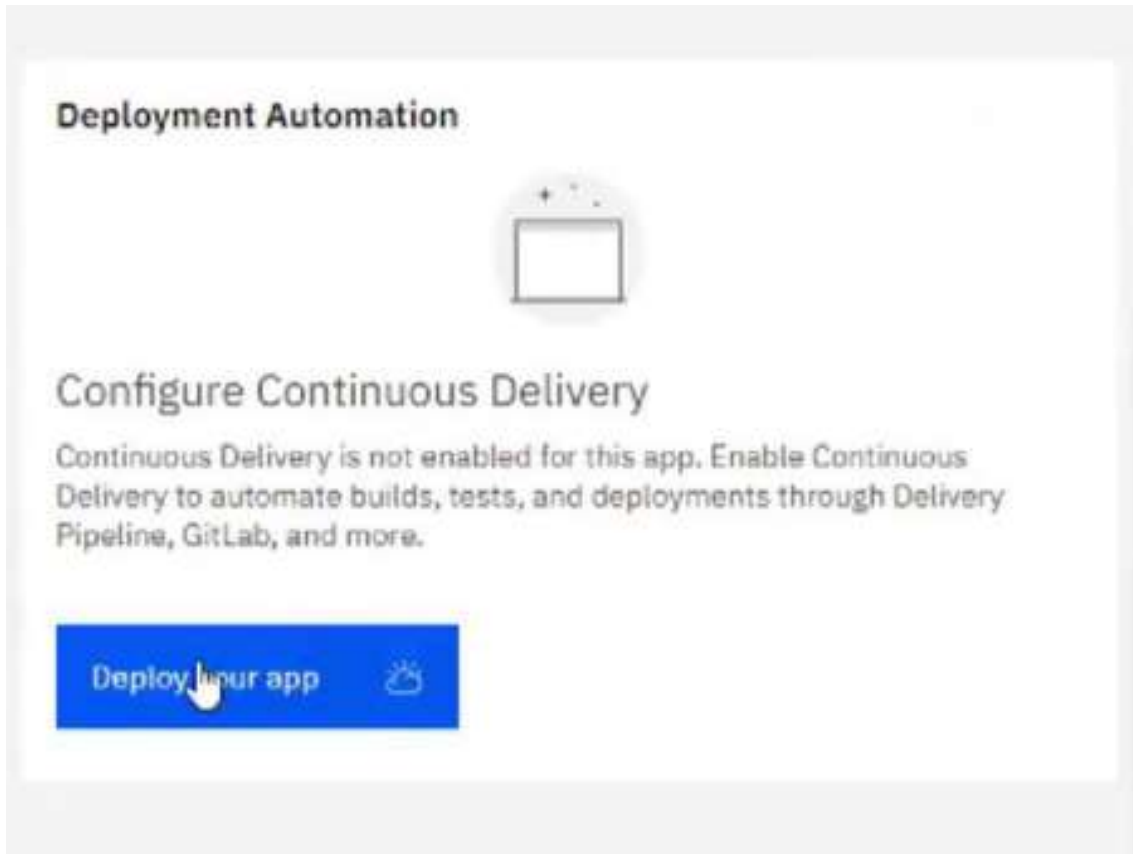 Deployment Automation
Configure Continuous Delivery
Continuous Delivery is not enabled for this app. Enable Continuous
Delivery to automate builds, tests, and deployments through Delivery
Pipeline, GitLab, and more.
Deploy your app